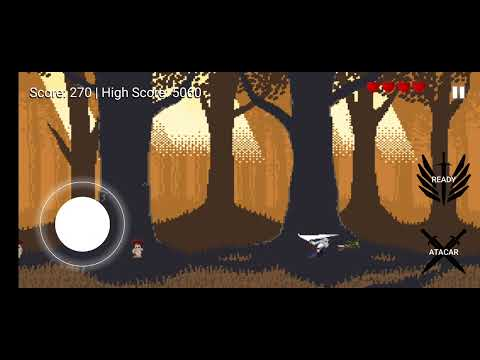 Score: 270 | High Score: 5060
READY
ATACAR